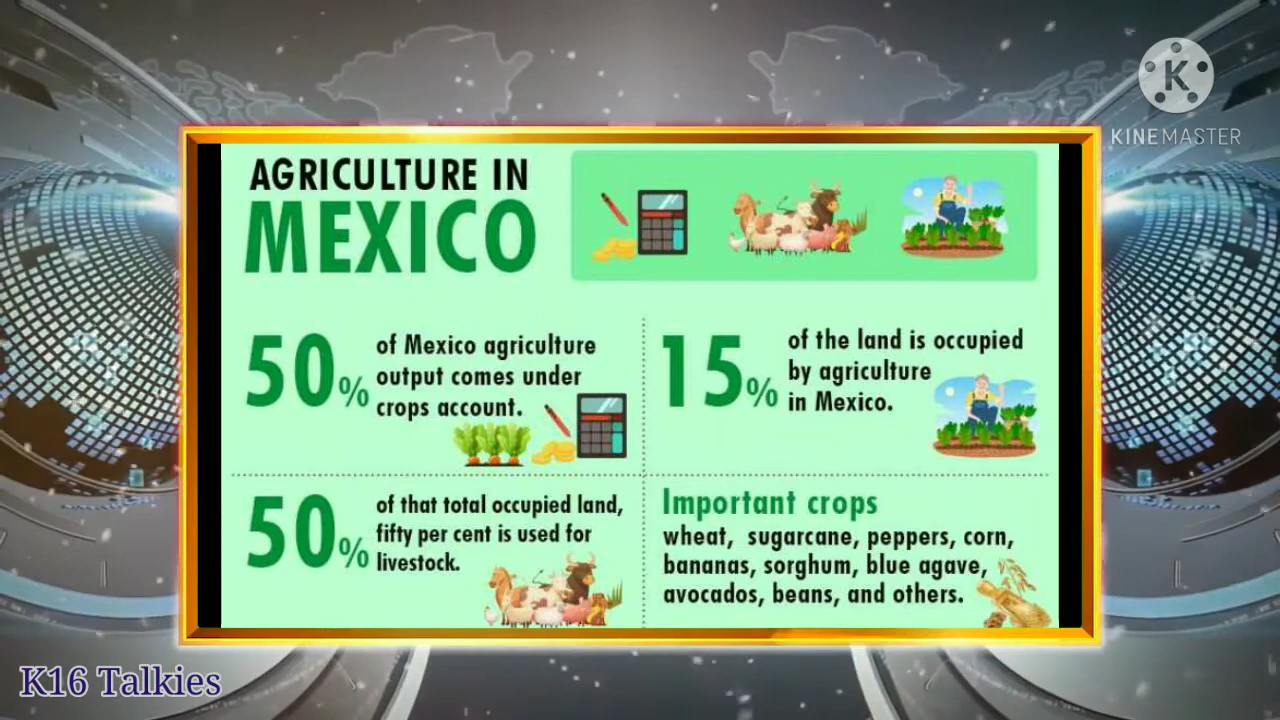 K
KINEMASTER
AGRICULTURE IN
MEXICO
50% of Mexico agriculture
output comes under
crops account.
15% of the land is occupied
by agriculture
in Mexico.
50% of that total occupied land,
fifty per cent is used for
livestock.
Important crops
wheat, sugarcane, peppers, corn,
bananas, sorghum, blue agave,
avocados, beans, and others.
K16 Talkies